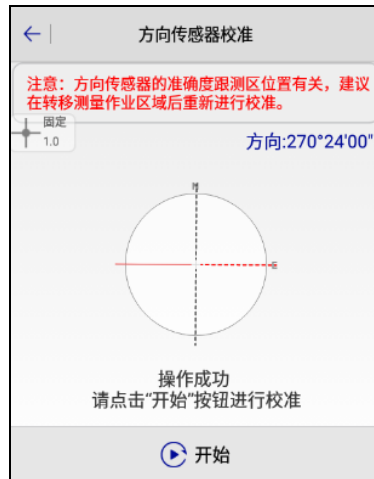 方向传感器校准
注意：方向传感器的准确度跟测区位置有关，建议
在转移测量作业区域后重新进行校准。
固定
1.0
方向:270°24'00"
N
E
操作成功
请点击“开始”按钮进行校准
开始